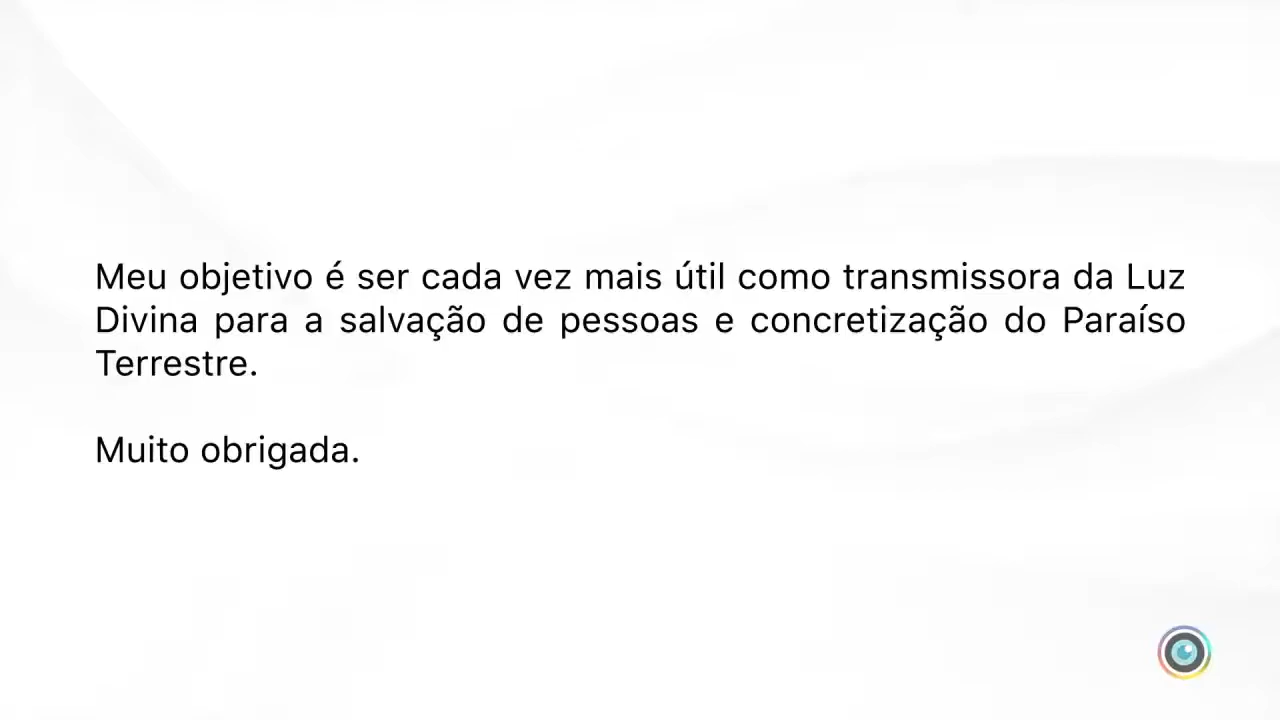 Meu objetivo é ser cada vez mais útil como transmissora da Luz
Divina para a salvação de pessoas e concretização do Paraíso
Terrestre.
Muito obrigada.